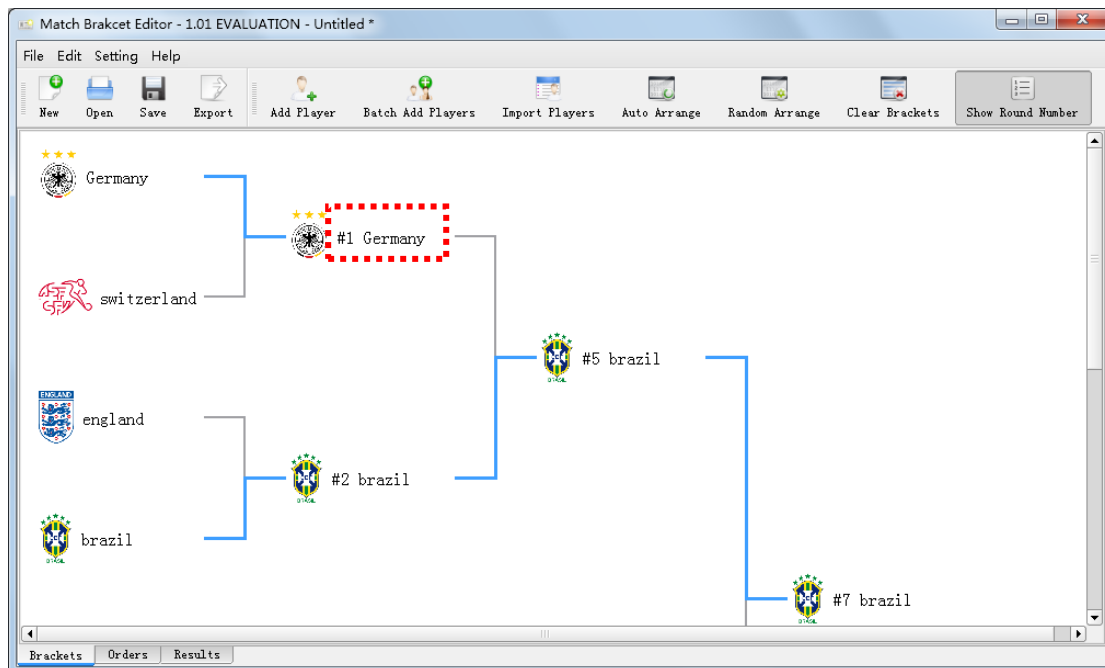 Match Brakcet Editor - 1.01 EVALUATION - Untitled *
File Edit Setting Help
New Open Save Export Add Player Batch Add Players Import Players Auto Arrange Random Arrange Clear Brackets Show Round Number
Germany
#1 Germany
switzerland
#5 brazil
ENGLAND
england
#2 brazil
BRASIL
brazil
#7 brazil
Brackets Orders Results